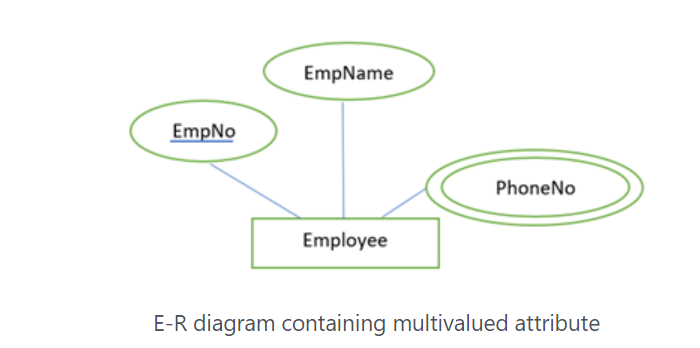 EmpName
EmpNo
PhoneNo
Employee
E-R diagram containing multivalued attribute